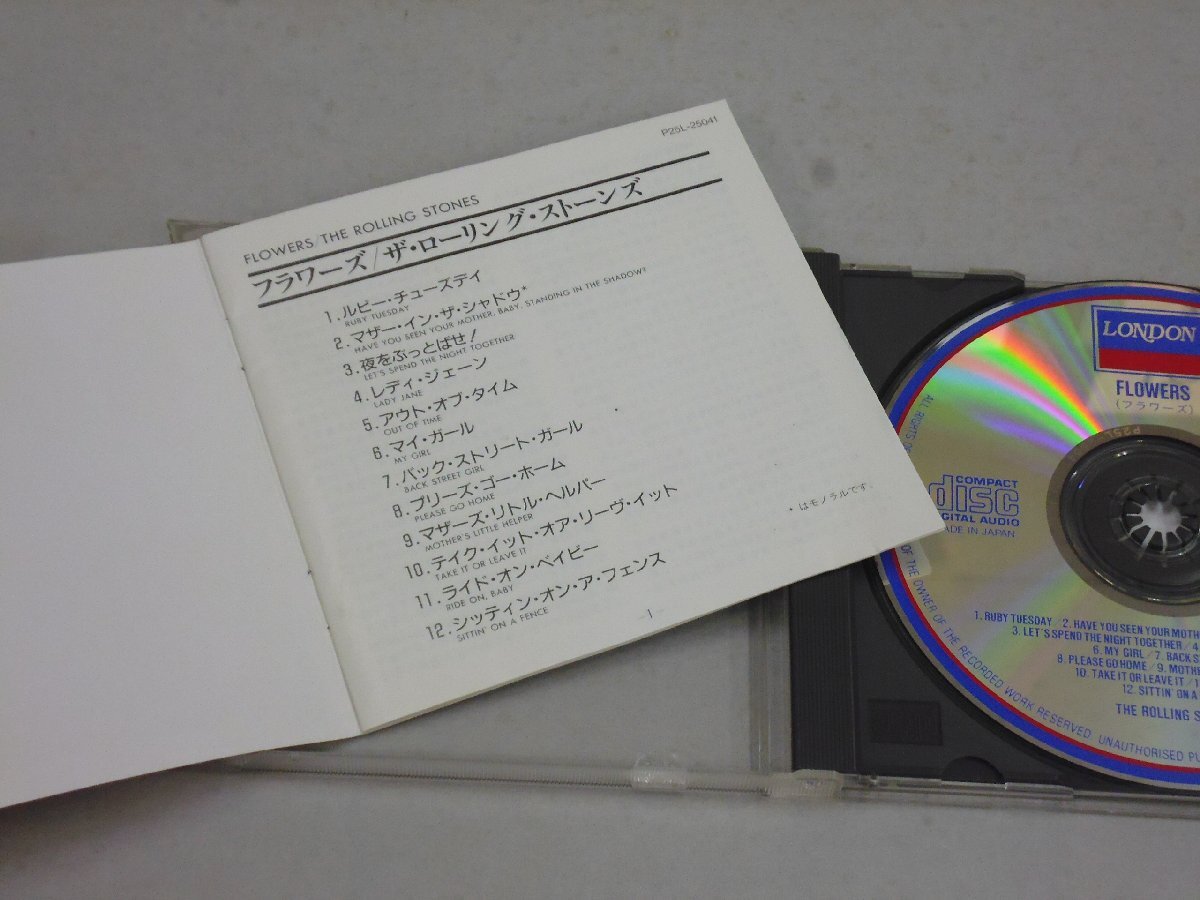 P25L-25041
FLOWERS/THE ROLLING STONES
フラワーズ/ザ・ローリング・ストーンズ
1.ルビー・チューズデイ
RUBY TUESDAY
2.マザー・イン・ザ・シャドウ*
HAVE YOU SEEN YOUR MOTHER, BABY, STANDING IN THE SHADOW?
3.夜をぶっとばせ!
LET'S SPEND THE NIGHT TOGETHER
4.レディ・ジェーン
LADY JANE
5.アウト・オブ・タイム
OUT OF TIME
6.マイ・ガール
MY GIRL
7.バック・ストリート・ガール
BACK STREET GIRL
8.プリーズ・ゴー・ホーム
PLEASE GO HOME
9.マザーズ・リトル・ヘルパー
MOTHER'S LITTLE HELPER
10.テイク・イット・オア・リーヴ・イット
TAKE IT OR LEAVE IT
11.ライド・オン・ベイビー
RIDE ON, BABY
12.シッティン・オン・ア・フェンス
SITTIN' ON A FENCE
*はモノラルです。
—1—
LONDON
FLOWERS
(フラワーズ)
P25L
COMPACT
disc
DIGITAL AUDIO
MADE IN JAPAN
1. RUBY TUESDAY 2. HAVE YOU SEEN YOUR MOTH
3. LET'S SPEND THE NIGHT TOGETHER/4
6. MY GIRL/7. BACK S
8. PLEASE GO HOME/9. MOTHE
10. TAKE IT OR LEAVE IT/1
12. SITTIN' ON A
THE ROLLING S
ALL RIGHTS O
OF THE OWNER OF THE RECORDED WORK RESERVED. UNAUTHORISED PU